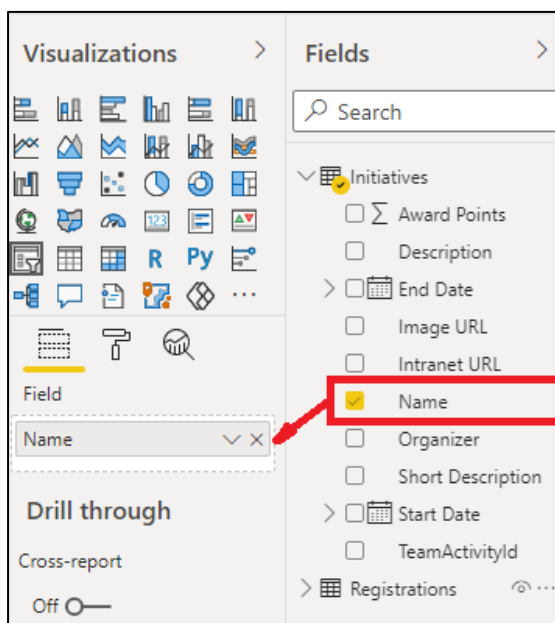 Visualizations
123
R
Py
Field
Name
Drill through
Cross-report
Off
Fields
Search
Initiatives
Award Points
Description
End Date
Image URL
Intranet URL
Name
Organizer
Short Description
Start Date
TeamActivityId
Registrations